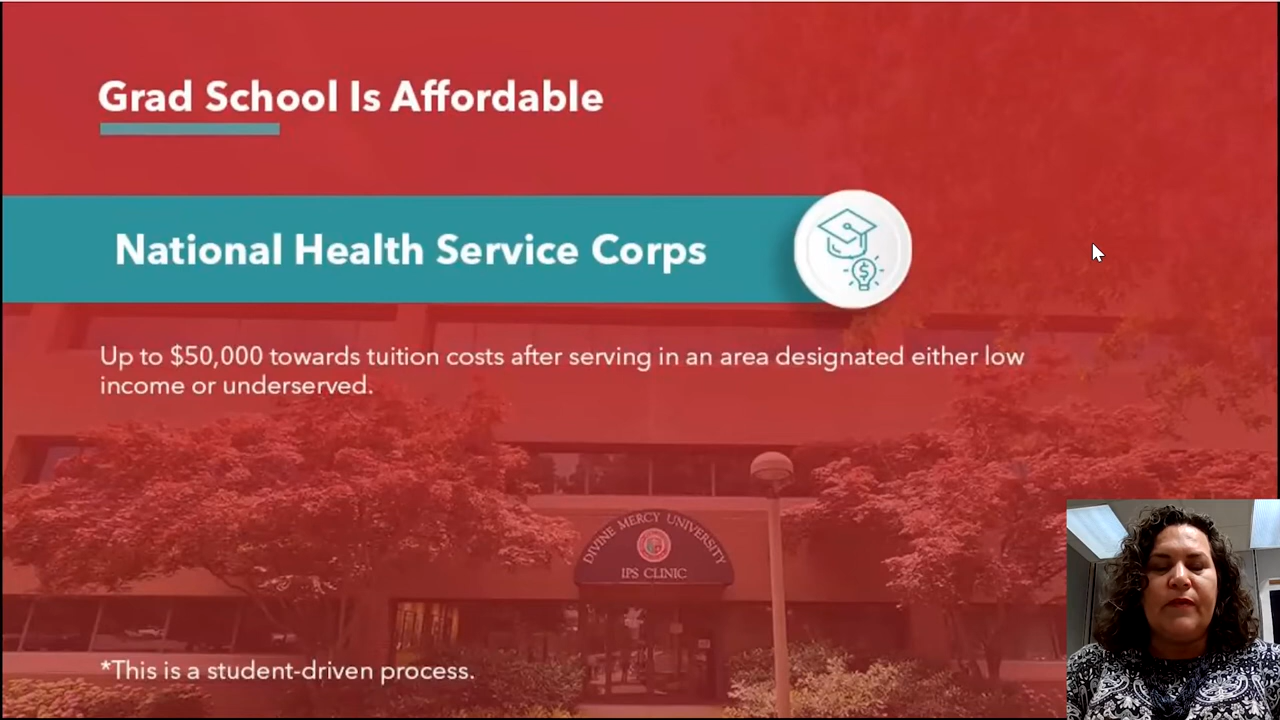 Grad School Is Affordable
National Health Service Corps
Up to $50,000 towards tuition costs after serving in an area designated either low
income or underserved.
DIVINE MERCY UNIVERSITY
IPS CLINIC
*This is a student-driven process.